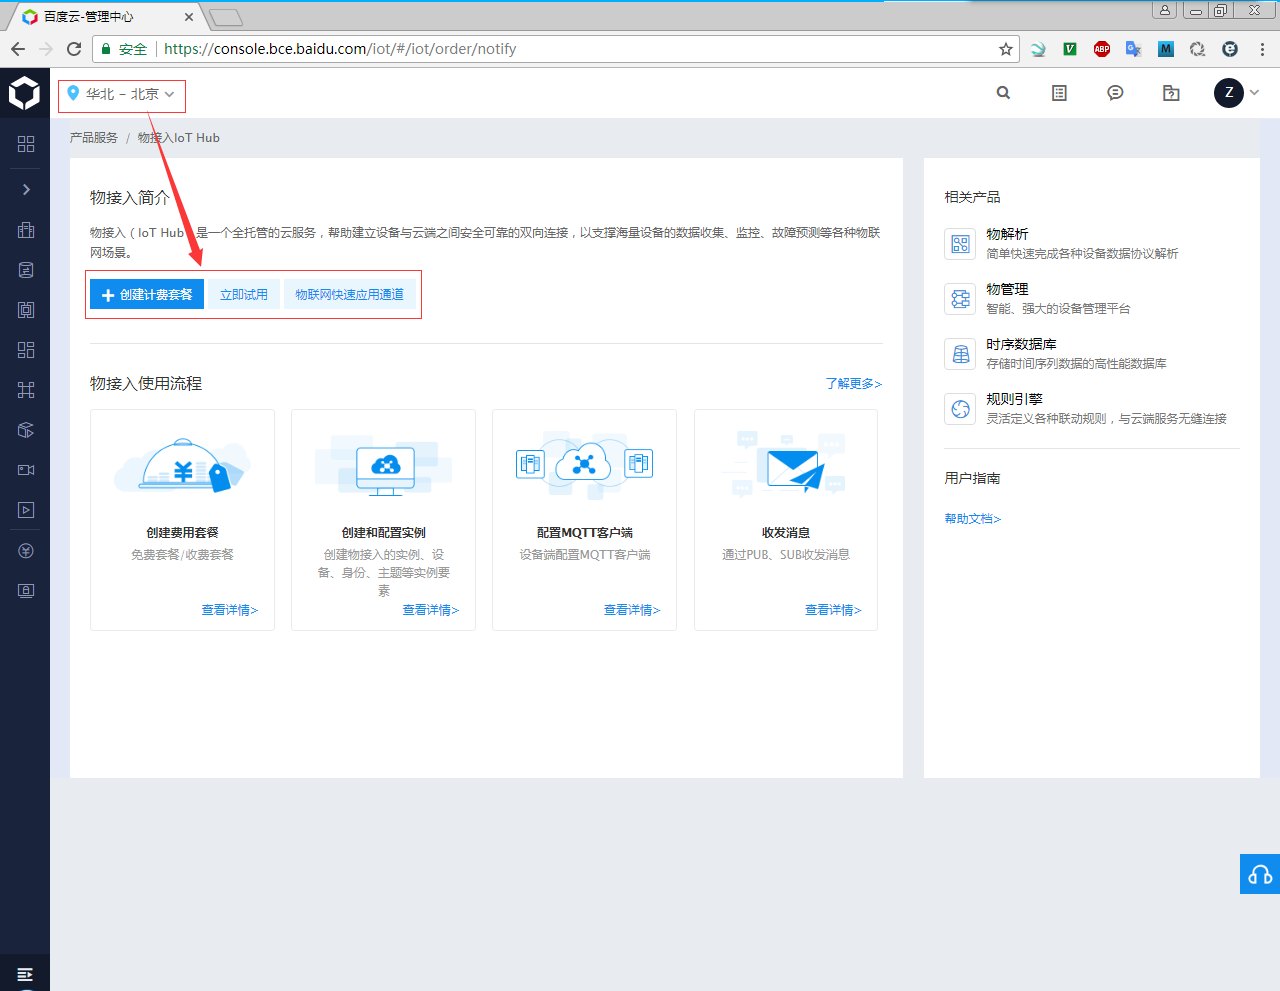 百度云-管理中心
安全 https://console.bce.baidu.com/iot/#/iot/order/notify
V ABP G M e
华北 - 北京
Z
产品服务 / 物接入IoT Hub
物接入简介
物接入（IoT Hub 是一个全托管的云服务，帮助建立设备与云端之间安全可靠的双向连接，以支撑海量设备的数据收集、监控、故障预测等各种物联
网场景。
创建计费套餐 立即试用 物联网快速应用通道
物接入使用流程 了解更多>
创建费用套餐
免费套餐/收费套餐
查看详情>
创建和配置实例
创建物接入的实例、设
备、身份、主题等实例要
素
查看详情>
配置MQTT客户端
设备端配置MQTT客户端
查看详情>
收发消息
通过PUB、SUB收发消息
查看详情>
相关产品
物解析
简单快速完成各种设备数据协议解析
物管理
智能、强大的设备管理平台
时序数据库
存储时间序列数据的高性能数据库
规则引擎
灵活定义各种联动规则，与云端服务无缝连接
用户指南
帮助文档>